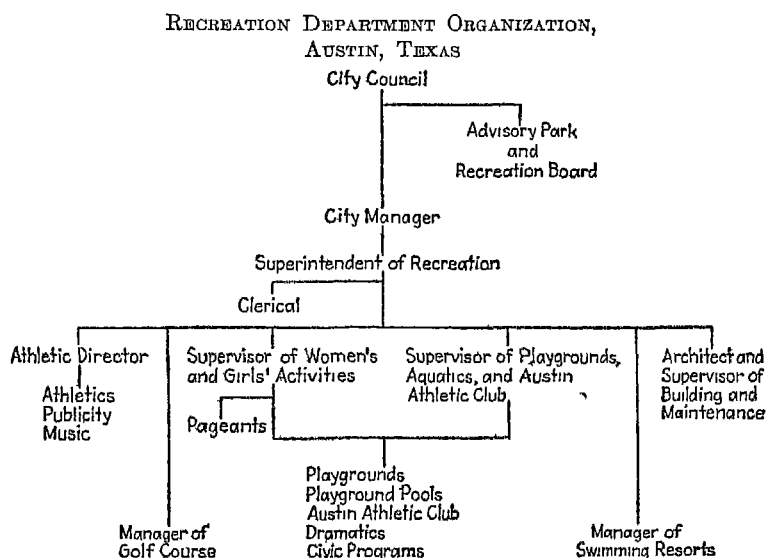 RECREATION DEPARTMENT ORGANIZATION,
AUSTIN, TEXAS
City Council
Advisory Park
and
Recreation Board
City Manager
Superintendent of Recreation
Clerical
Athletic Director
Athletics
Publicity
Music
Supervisor of Women's
and Girls' Activities
Pageants
Supervisor of Playgrounds,
Aquatics, and Austin
Athletic Club
Architect and
Supervisor of
Building and
Maintenance
Playgrounds
Playground Pools
Austin Athletic Club
Dramatics
Civic Programs
Manager of
Golf Course
Manager of
Swimming Resorts